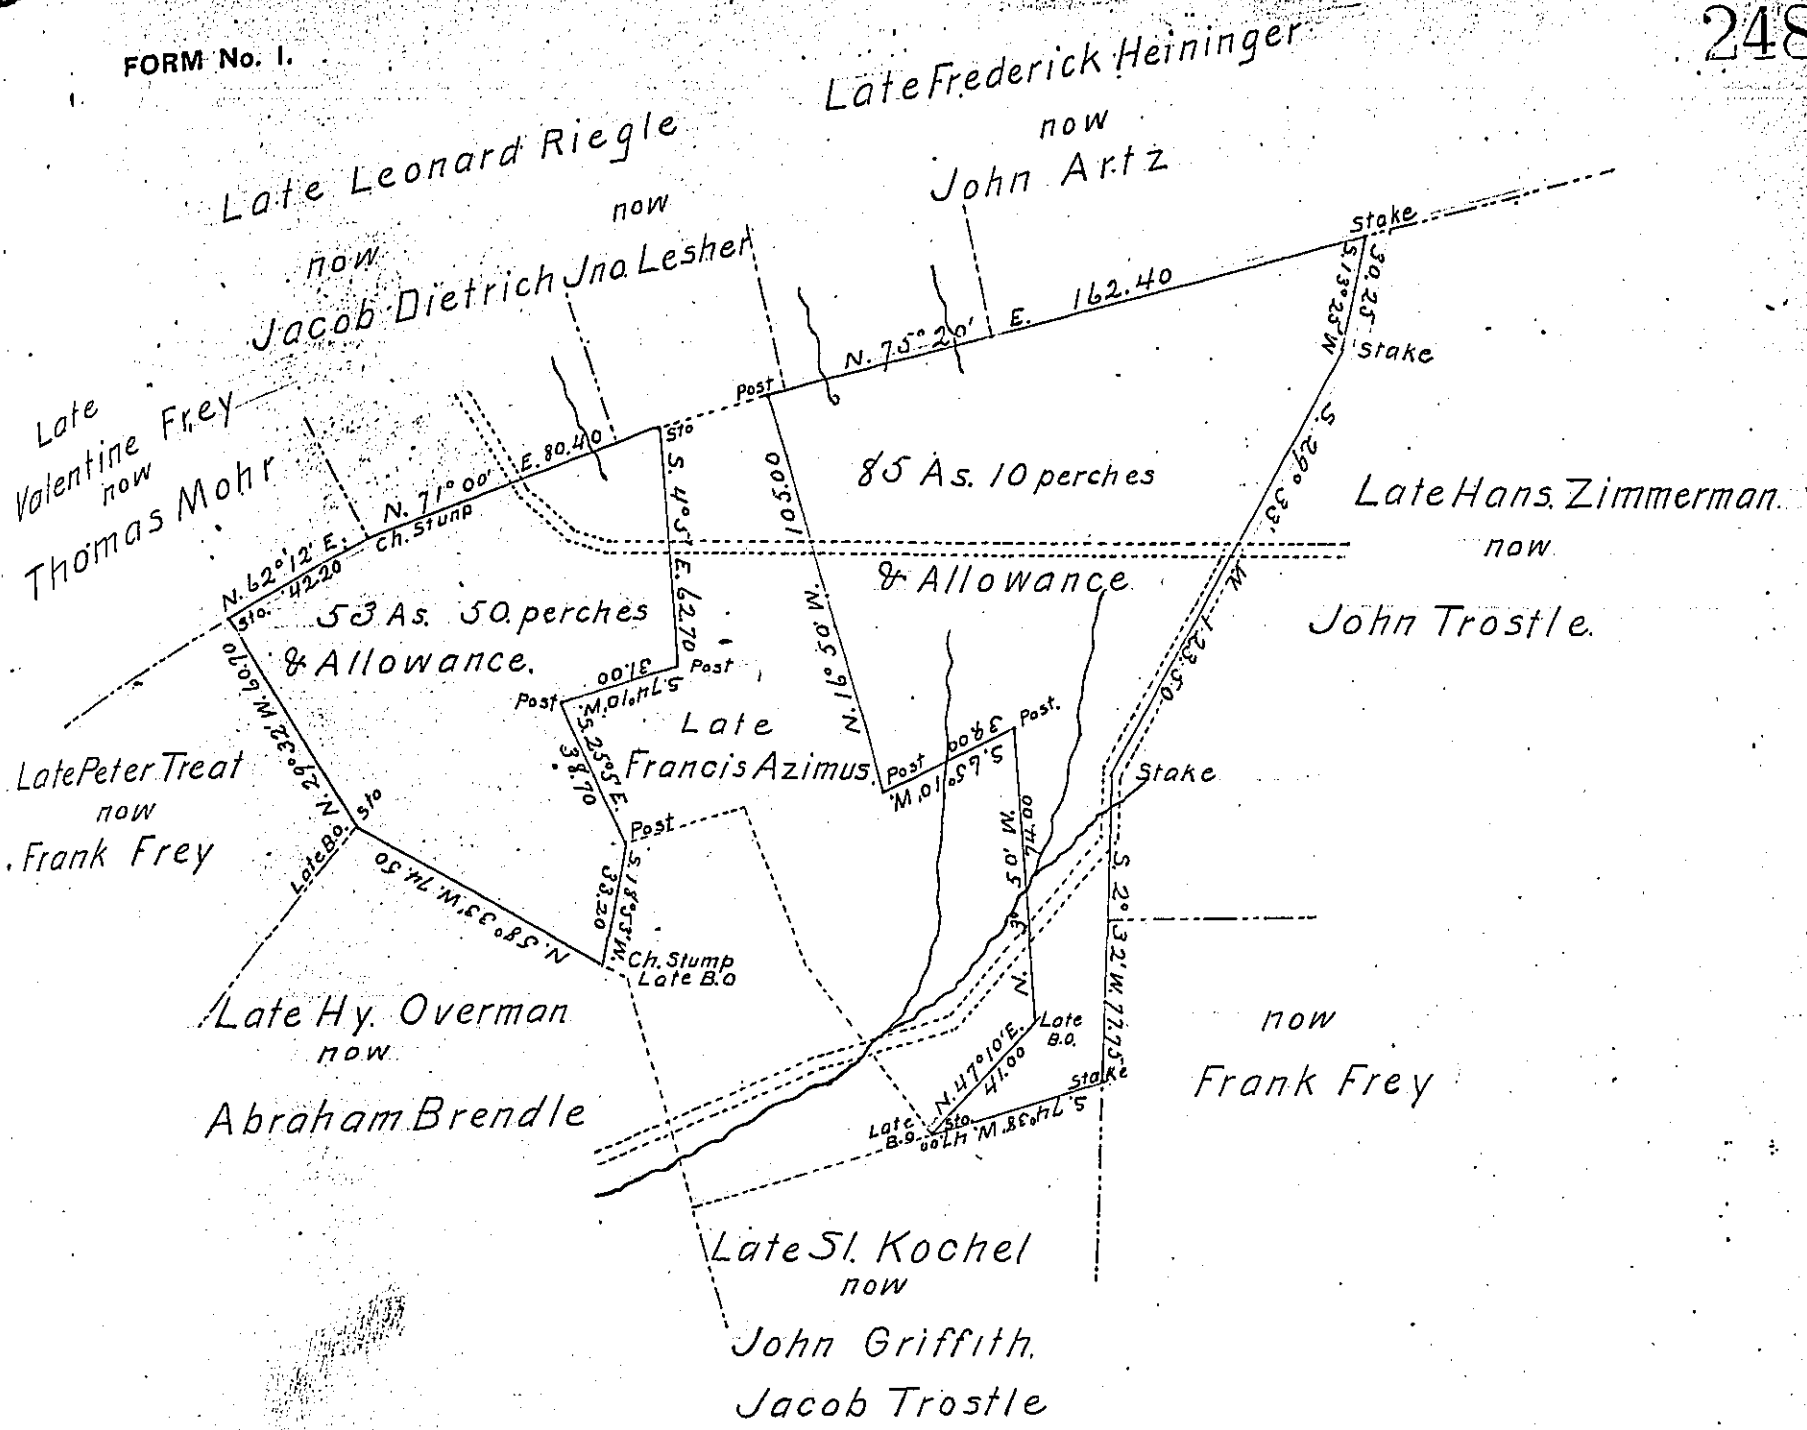 FORM No. 1.
248
Late Frederick Heininger
now
John Artz
Late Leonard Riegle
now
now
Jacob Dietrich Jno. Lesher
Late
Valentine Frey
now
Thomas Mohr
Stake
S. 13° 25' W
30.25
Stake
N. 75° 20' E. 162.40
Post
Sto
N. 71° 00' E. 80.40
Ch. Stunp
N. 62° 12' E.
42.20
Sto.
S. 29° 33' W 123.50
85 As. 10 perches
& Allowance
Late Hans. Zimmerman.
now
John Trostle.
S. 4° 5' E. 62.70
N. 16° 50' W. 105.00
53 As. 50. perches
& Allowance.
31.00
S. 74° 10' W.
Post
Post
N. 29° 32' W. 60.70
S. 25° 5' E.
38.70
Late
Francis Azimus.
Post
39.00
S. 65° 10' W.
Post.
Stake
Late Peter Treat
now
Frank Frey
Sto
Late B.O.
N. 58° 33' W. 74.50
Post
S. 18° 53' W.
33.20
Ch. Stump
Late B.O
74.00
N. 3° 50' W.
S 2° 32' W. 77.75
Late Hy. Overman
now
Abraham Brendle
Late
B.O.
N. 47° 10' E.
41.00
Stake
S. 74° 38' W. 47.00
Late
B.O.
Sto.
now
Frank Frey
Late Sl. Kochel
now
John Griffith.
Jacob Trostle